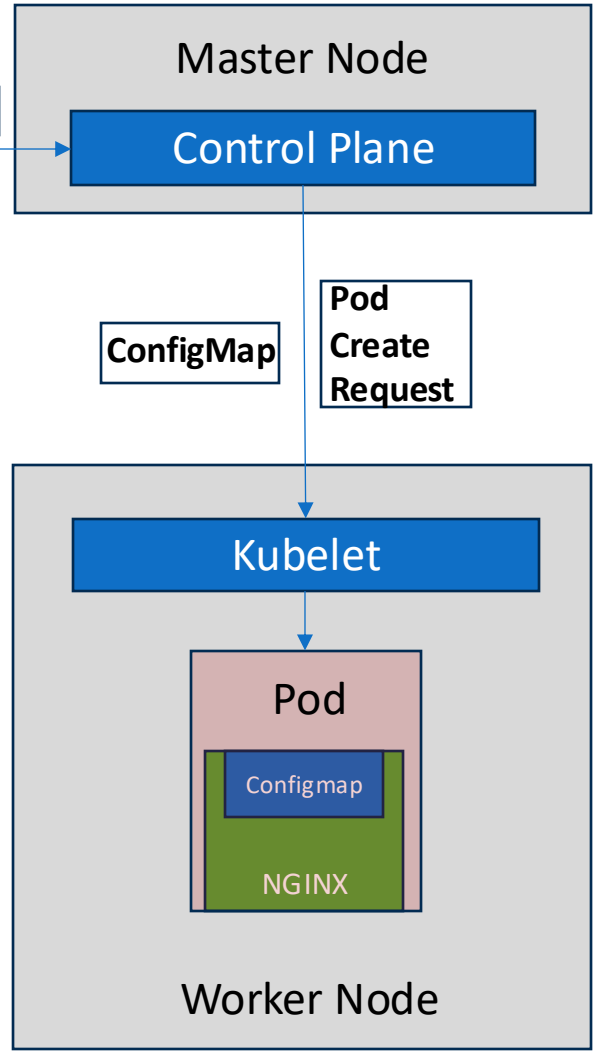 Master Node
Control Plane
ConfigMap
Pod
Create
Request
Kubelet
Pod
Configmap
NGINX
Worker Node